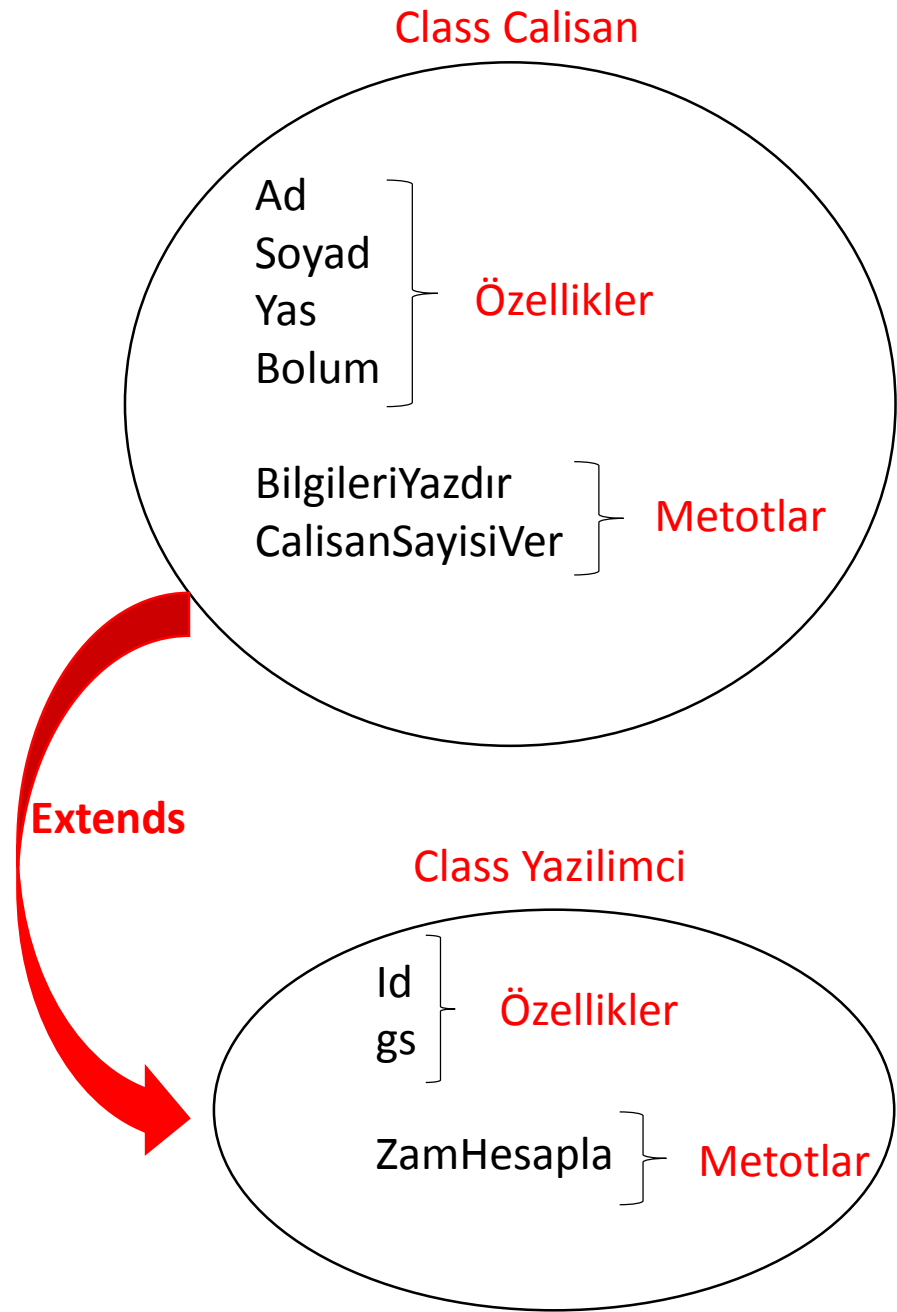 Class Calisan
Ad
Soyad
Yas
Bolum
Özellikler
BilgileriYazdır
CalisanSayisiVer
Metotlar
Extends
Class Yazilimci
Id
gs
Özellikler
ZamHesapla
Metotlar